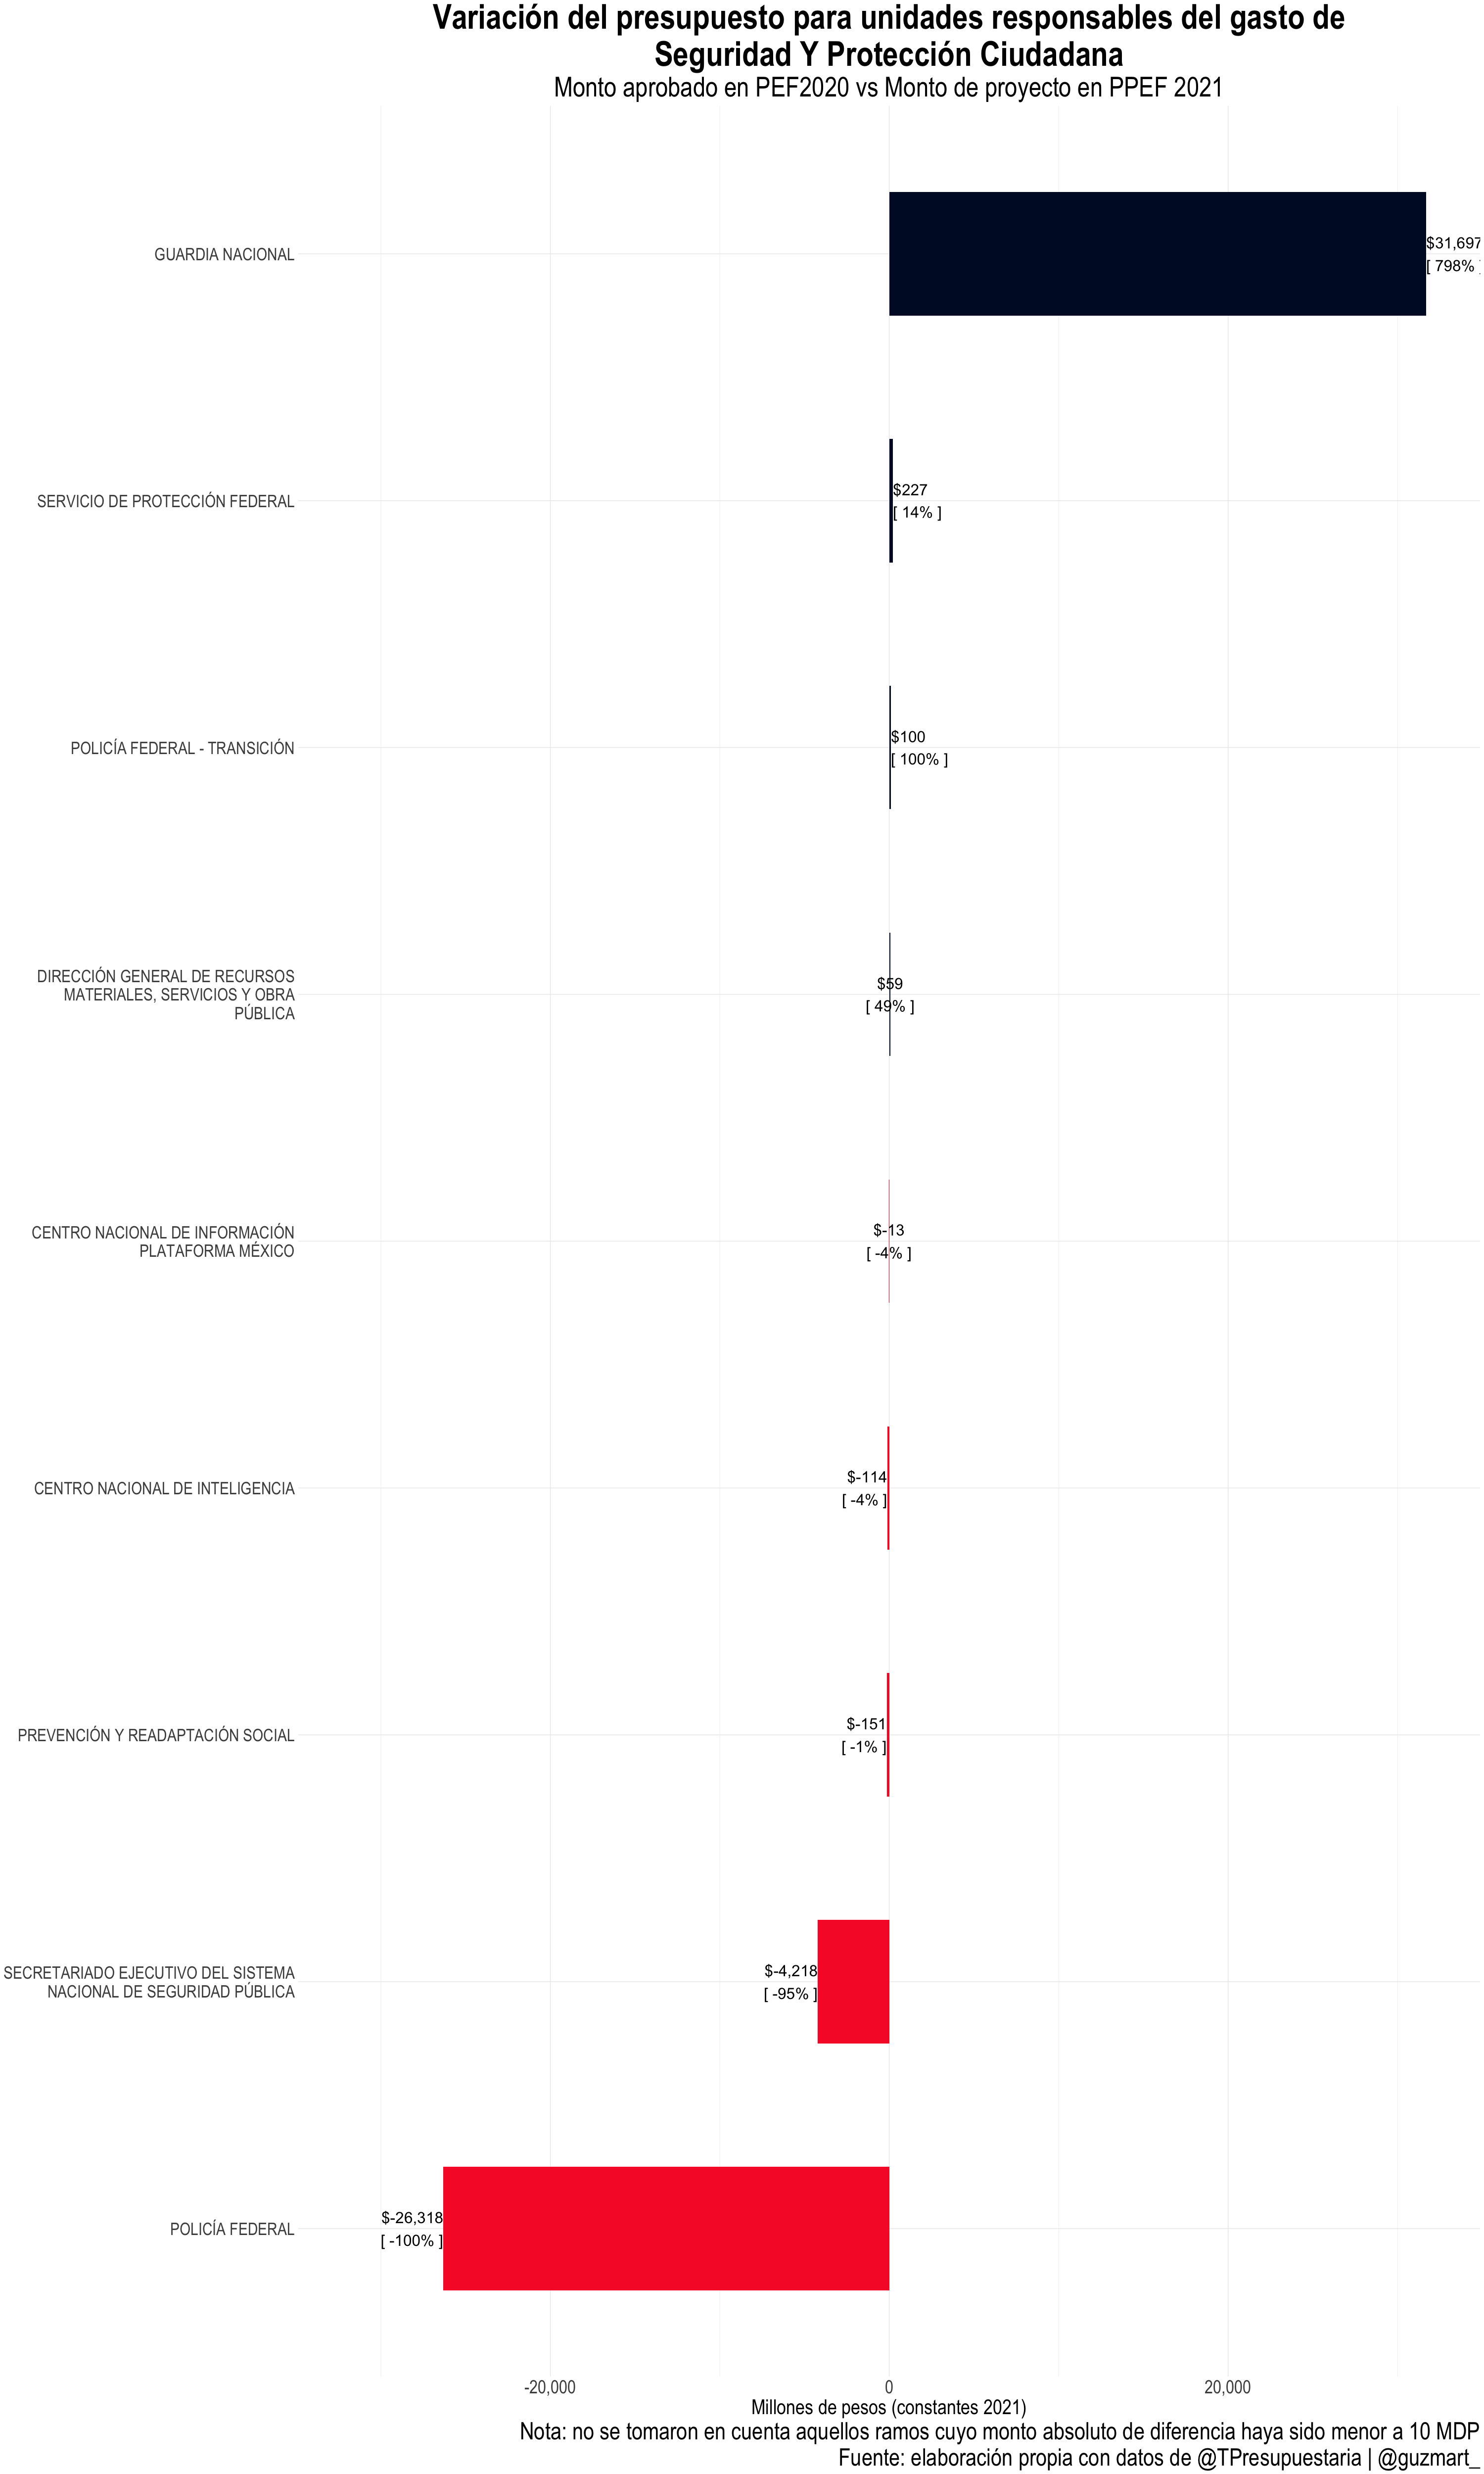 Variación del presupuesto para unidades responsables del gasto de
Seguridad Y Protección Ciudadana
Monto aprobado en PEF2020 vs Monto de proyecto en PPEF 2021
GUARDIA NACIONAL
$31,697
[ 798% ]
SERVICIO DE PROTECCIÓN FEDERAL
$227
[ 14% ]
POLICÍA FEDERAL - TRANSICIÓN
$100
[ 100% ]
DIRECCIÓN GENERAL DE RECURSOS
MATERIALES, SERVICIOS Y OBRA
PÚBLICA
$59
[ 49% ]
CENTRO NACIONAL DE INFORMACIÓN
PLATAFORMA MÉXICO
$-13
[ -4% ]
CENTRO NACIONAL DE INTELIGENCIA
$-114
[ -4% ]
PREVENCIÓN Y READAPTACIÓN SOCIAL
$-151
[ -1% ]
SECRETARIADO EJECUTIVO DEL SISTEMA
NACIONAL DE SEGURIDAD PÚBLICA
$-4,218
[ -95% ]
POLICÍA FEDERAL
$-26,318
[ -100% ]
-20,000
0
20,000
Millones de pesos (constantes 2021)
Nota: no se tomaron en cuenta aquellos ramos cuyo monto absoluto de diferencia haya sido menor a 10 MDP
Fuente: elaboración propia con datos de @TPresupuestaria | @guzmart_